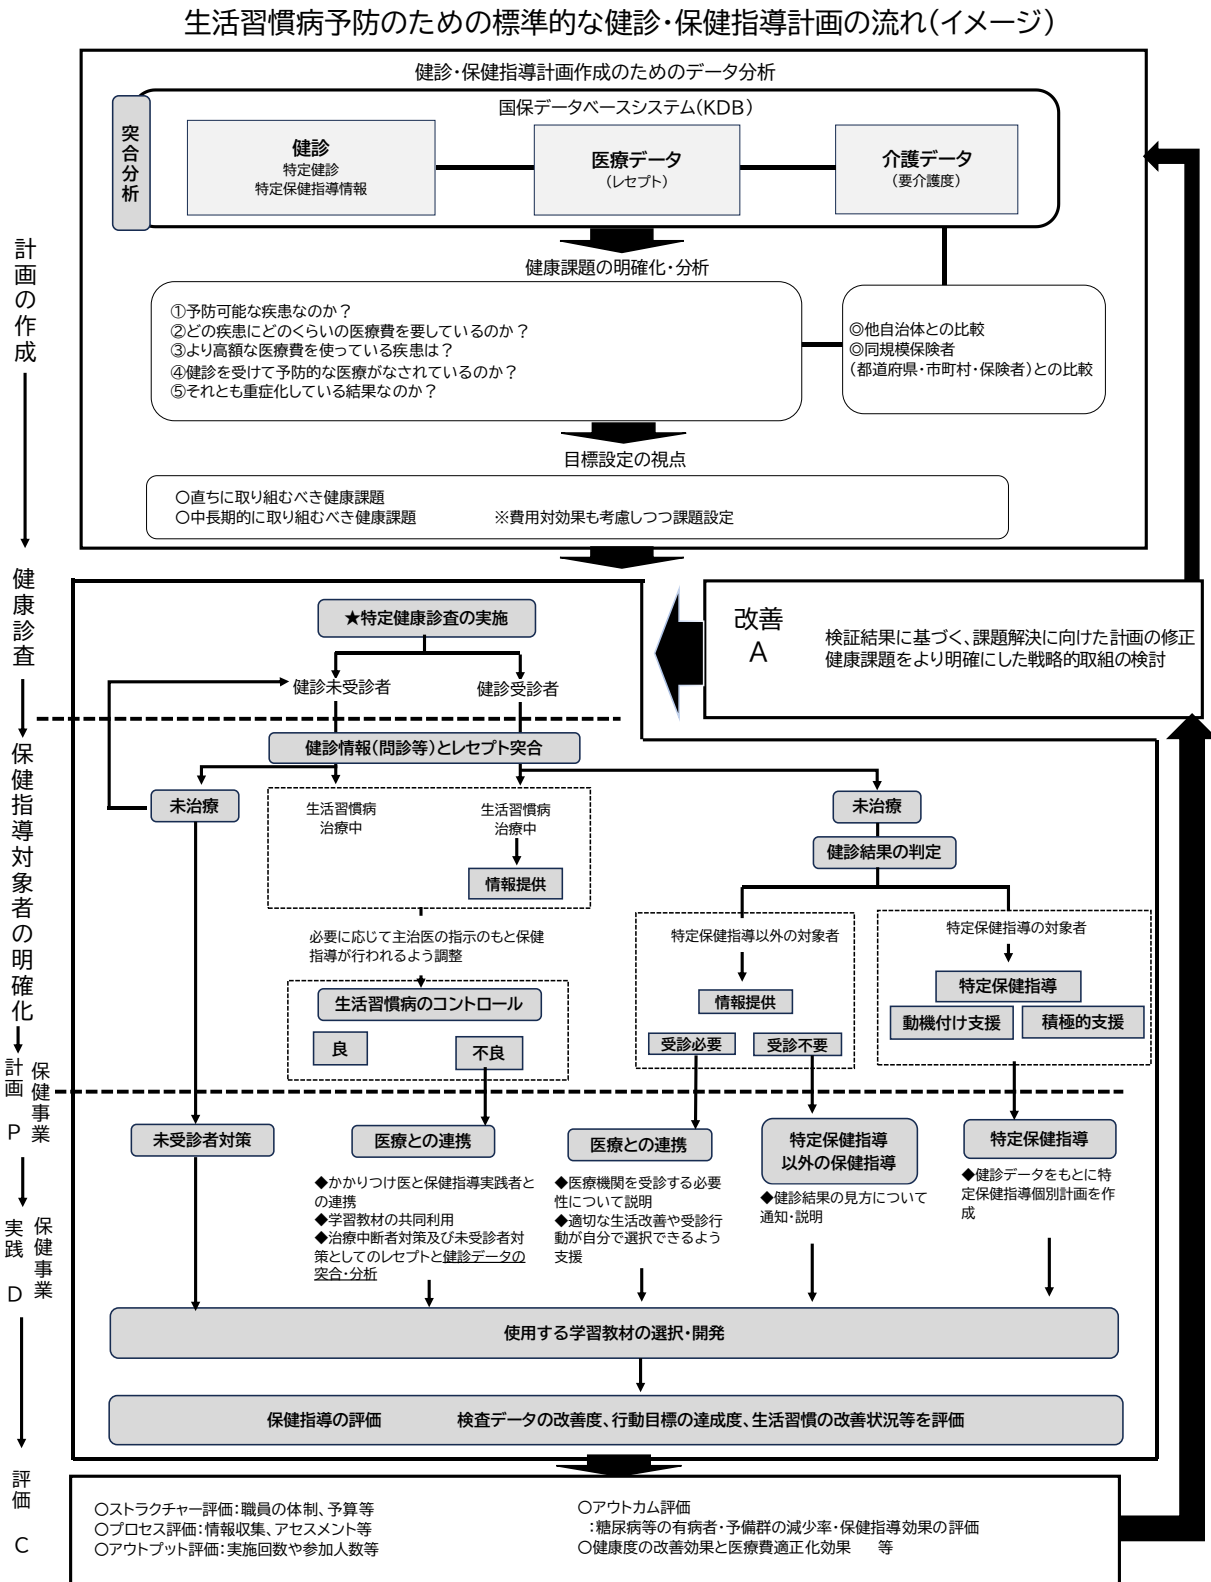 生活習慣病予防のための標準的な健診・保健指導計画の流れ(イメージ)
健診・保健指導計画作成のためのデータ分析
国保データベースシステム(KDB)
突合分析
健診
特定健診
特定保健指導情報
医療データ
(レセプト)
介護データ
(要介護度)
計画の作成
健康課題の明確化・分析
①予防可能な疾患なのか？
②どの疾患にどのくらいの医療費を要しているのか？
③より高額な医療費を使っている疾患は？
④健診を受けて予防的な医療がなされているのか？
⑤それとも重症化している結果なのか？
◎他自治体との比較
◎同規模保険者
(都道府県・市町村・保険者)との比較
目標設定の視点
○直ちに取り組むべき健康課題
○中長期的に取り組むべき健康課題　※費用対効果も考慮しつつ課題設定
健康診査
★特定健康診査の実施
改善
A
検証結果に基づく、課題解決に向けた計画の修正
健康課題をより明確にした戦略的取組の検討
健診未受診者
健診受診者
保健指導対象者の明確化
健診情報(問診等)とレセプト突合
未治療
生活習慣病
治療中
生活習慣病
治療中
情報提供
未治療
健診結果の判定
必要に応じて主治医の指示のもと保健
指導が行われるよう調整
特定保健指導以外の対象者
情報提供
受診必要
受診不要
特定保健指導の対象者
特定保健指導
動機付け支援
積極的支援
生活習慣病のコントロール
良
不良
保健事業
計画 P
未受診者対策
医療との連携
◆かかりつけ医と保健指導実践者と
の連携
◆学習教材の共同利用
◆治療中断者対策及び未受診者対
策としてのレセプトと健診データの
突合・分析
医療との連携
◆医療機関を受診する必要
性について説明
◆適切な生活改善や受診行
動が自分で選択できるよう
支援
特定保健指導
以外の保健指導
◆健診結果の見方について
通知・説明
特定保健指導
◆健診データをもとに特
定保健指導個別計画を作
成
保健事業
実践 D
使用する学習教材の選択・開発
保健指導の評価　検査データの改善度、行動目標の達成度、生活習慣の改善状況等を評価
評価 C
○ストラクチャー評価：職員の体制、予算等
○プロセス評価：情報収集、アセスメント等
○アウトプット評価：実施回数や参加人数等
○アウトカム評価
：糖尿病等の有病者・予備群の減少率・保健指導効果の評価
○健康度の改善効果と医療費適正化効果　等